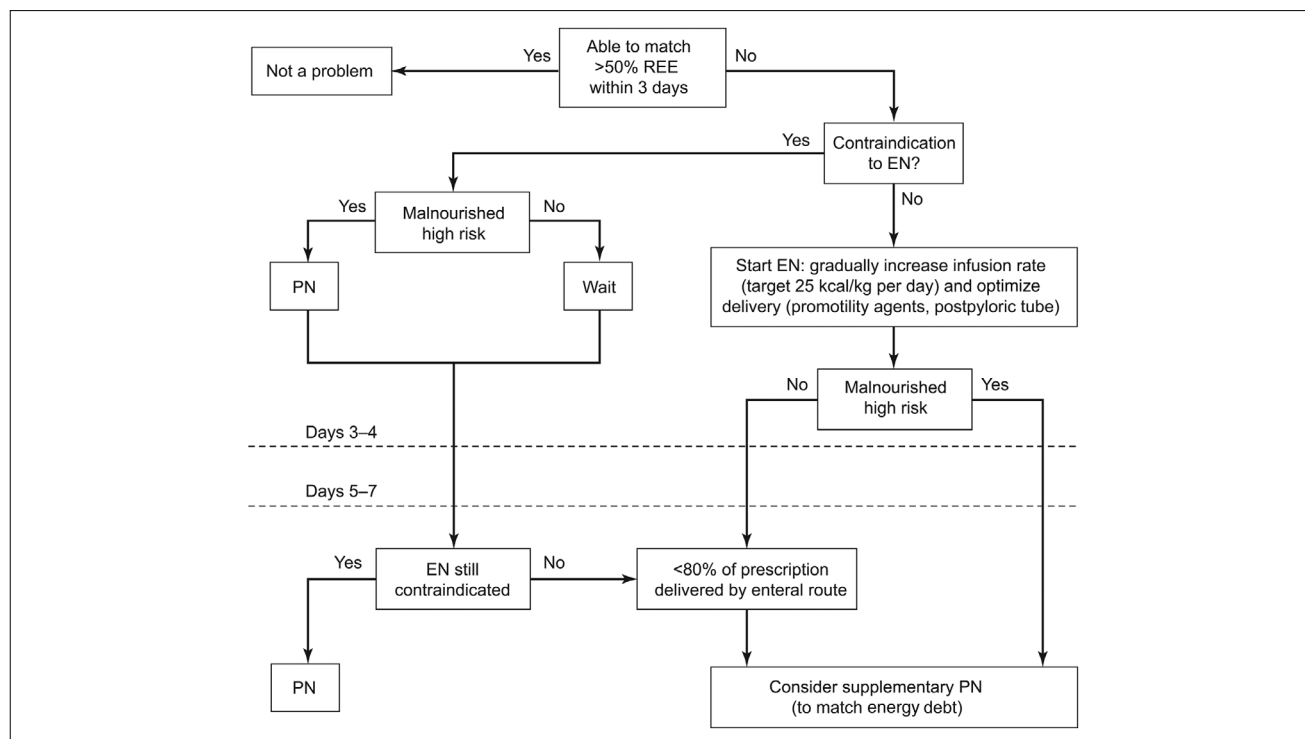 Able to match
>50% REE
within 3 days
Yes
No
Not a problem
Contraindication
to EN?
Yes
No
Malnourished
high risk
Yes
No
PN
Wait
Start EN: gradually increase infusion rate
(target 25 kcal/kg per day) and optimize
delivery (promotility agents, postpyloric tube)
Malnourished
high risk
No
Yes
Days 3–4
Days 5–7
EN still
contraindicated
Yes
No
<80% of prescription
delivered by enteral route
PN
Consider supplementary PN
(to match energy debt)